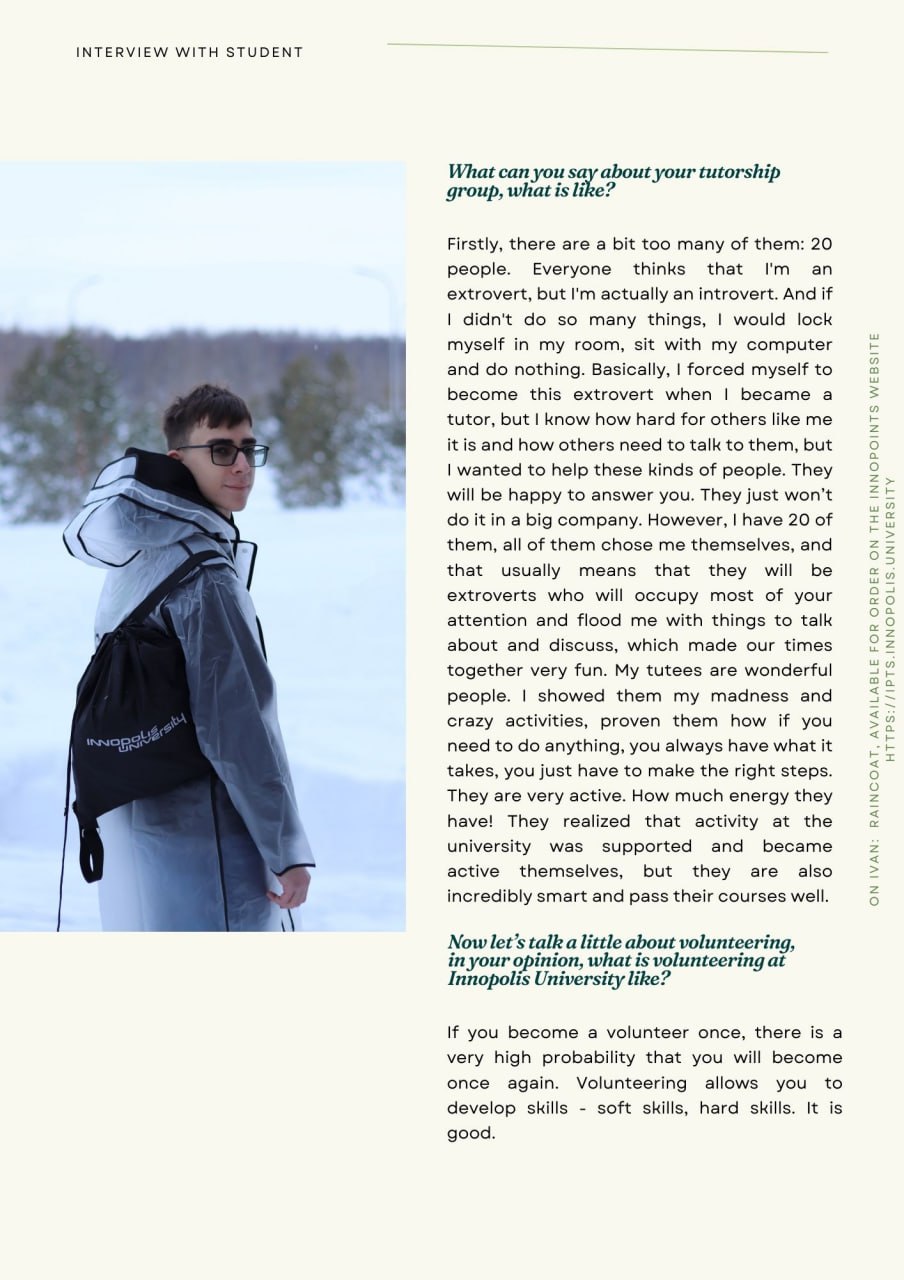 INTERVIEW WITH STUDENT
What can you say about your tutorship
group, what is like?
Firstly, there are a bit too many of them: 20
people. Everyone thinks that I'm an
extrovert, but I'm actually an introvert. And if
I didn't do so many things, I would lock
myself in my room, sit with my computer
and do nothing. Basically, I forced myself to
become this extrovert when I became a
tutor, but I know how hard for others like me
it is and how others need to talk to them, but
I wanted to help these kinds of people. They
will be happy to answer you. They just won’t
do it in a big company. However, I have 20 of
them, all of them chose me themselves, and
that usually means that they will be
extroverts who will occupy most of your
attention and flood me with things to talk
about and discuss, which made our times
together very fun. My tutees are wonderful
people. I showed them my madness and
crazy activities, proven them how if you
need to do anything, you always have what it
takes, you just have to make the right steps.
They are very active. How much energy they
have! They realized that activity at the
university was supported and became
active themselves, but they are also
incredibly smart and pass their courses well.
Now let’s talk a little about volunteering,
in your opinion, what is volunteering at
Innopolis University like?
If you become a volunteer once, there is a
very high probability that you will become
once again. Volunteering allows you to
develop skills - soft skills, hard skills. It is
good.
INNOPOLIS
UNIVERSITY
ON IVAN: RAINCOAT, AVAILABLE FOR ORDER ON THE INNOPOINTS WEBSITE
HTTPS://IPTS.INNOPOLIS.UNIVERSITY